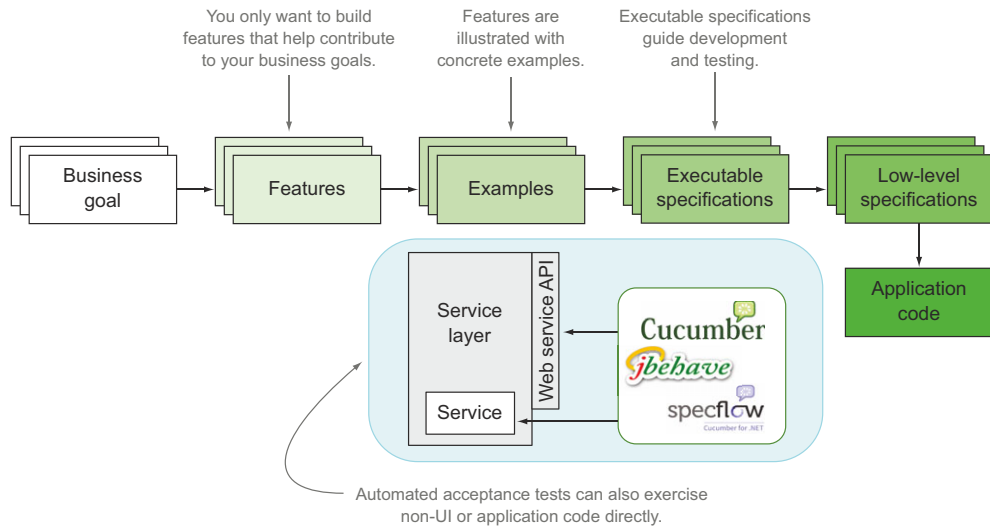 You only want to build
features that help contribute
to your business goals.
Features are
illustrated with
concrete examples.
Executable specifications
guide development
and testing.
Business
goal
Features
Examples
Executable
specifications
Low-level
specifications
Application
code
Service
layer
Web service API
Service
Cucumber
jbehave
specflow
Cucumber for .NET
Automated acceptance tests can also exercise
non-UI or application code directly.